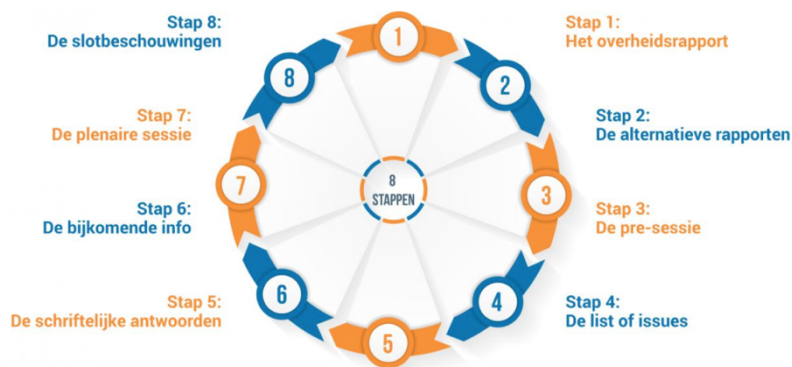 Stap 1:
Het overheidsrapport
Stap 2:
De alternatieve rapporten
Stap 3:
De pre-sessie
Stap 4:
De list of issues
Stap 5:
De schriftelijke antwoorden
Stap 6:
De bijkomende info
Stap 7:
De plenaire sessie
Stap 8:
De slotbeschouwingen
1
2
3
4
5
6
7
8
8
STAPPEN